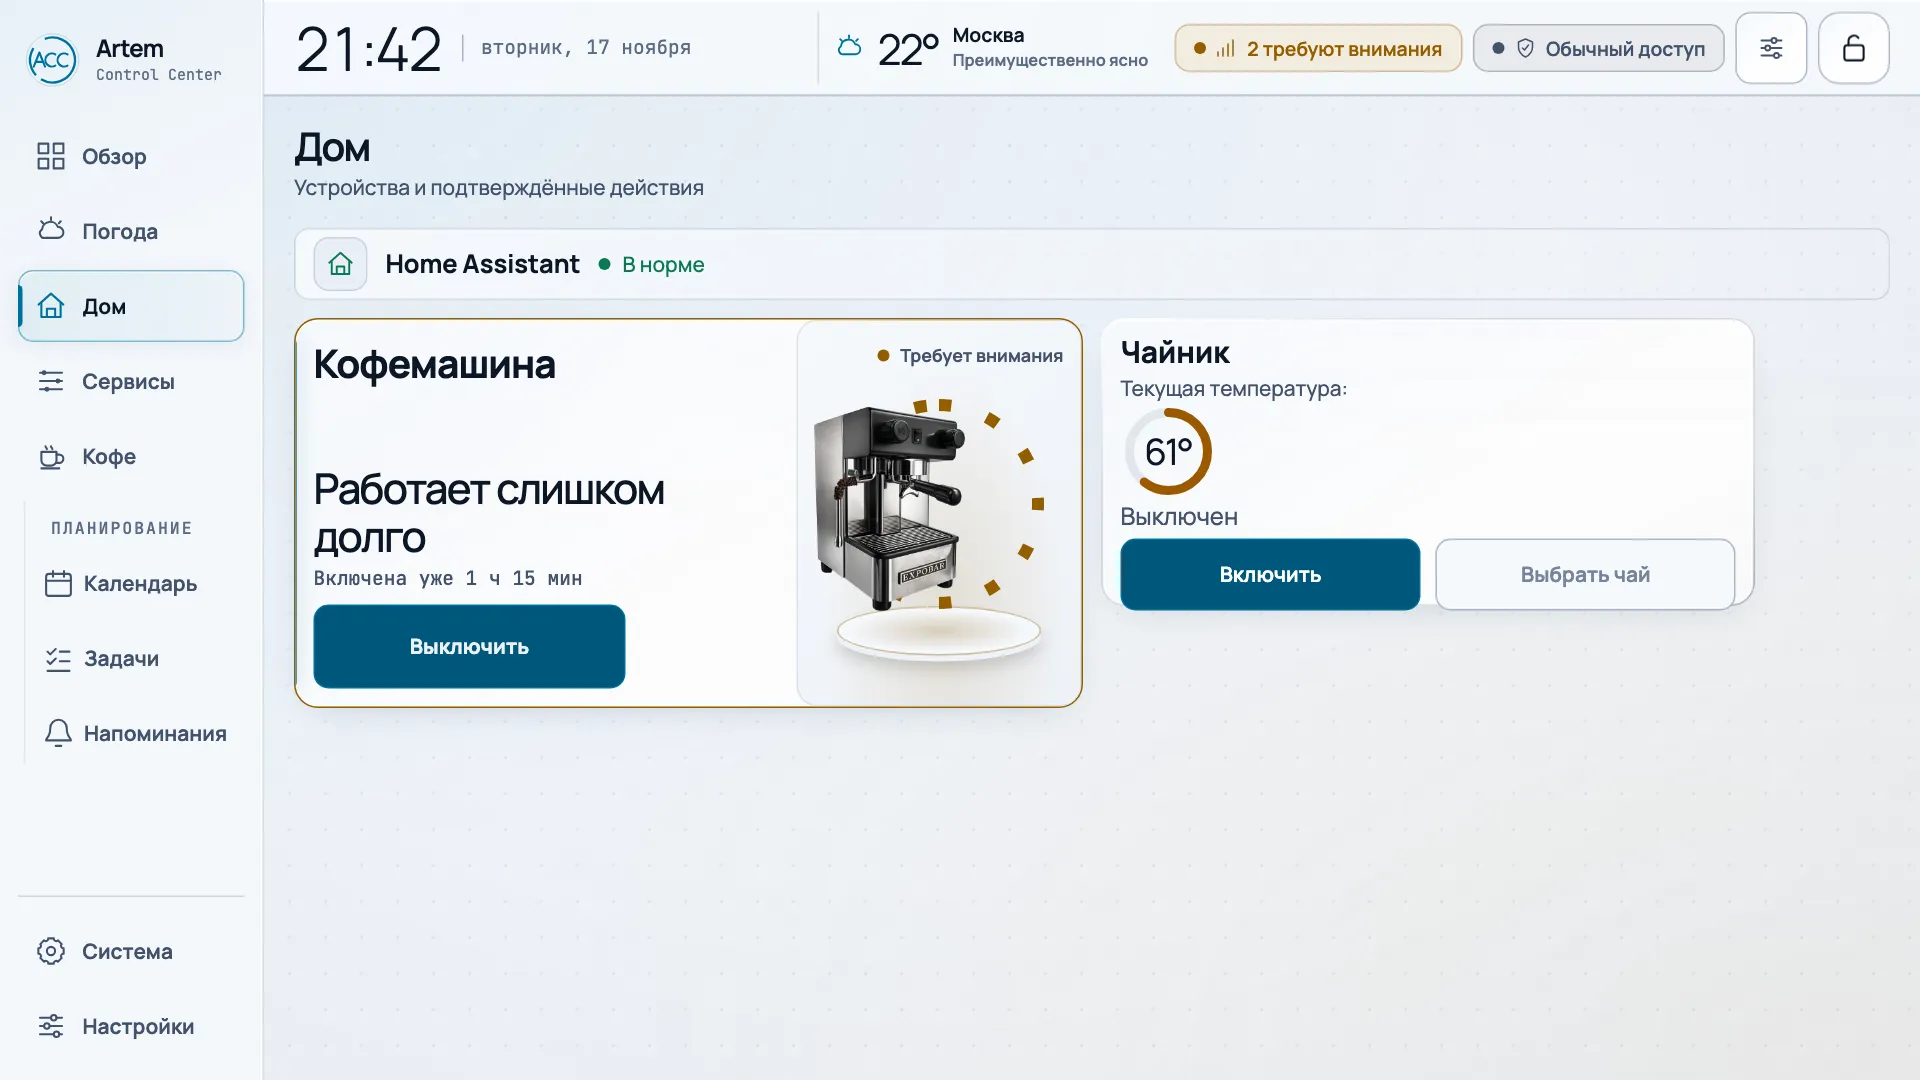 ACC
Artem
Control Center
Обзор
Погода
Дом
Сервисы
Кофе
ПЛАНИРОВАНИЕ
Календарь
Задачи
Напоминания
Система
Настройки
21:42
вторник, 17 ноября
22°
Москва
Преимущественно ясно
2 требуют внимания
Обычный доступ
Дом
Устройства и подтверждённые действия
Home Assistant
В норме
Кофемашина
Требует внимания
Работает слишком
долго
Включена уже 1 ч 15 мин
Выключить
EXPOBAR
Чайник
Текущая температура:
61°
Выключен
Включить
Выбрать чай